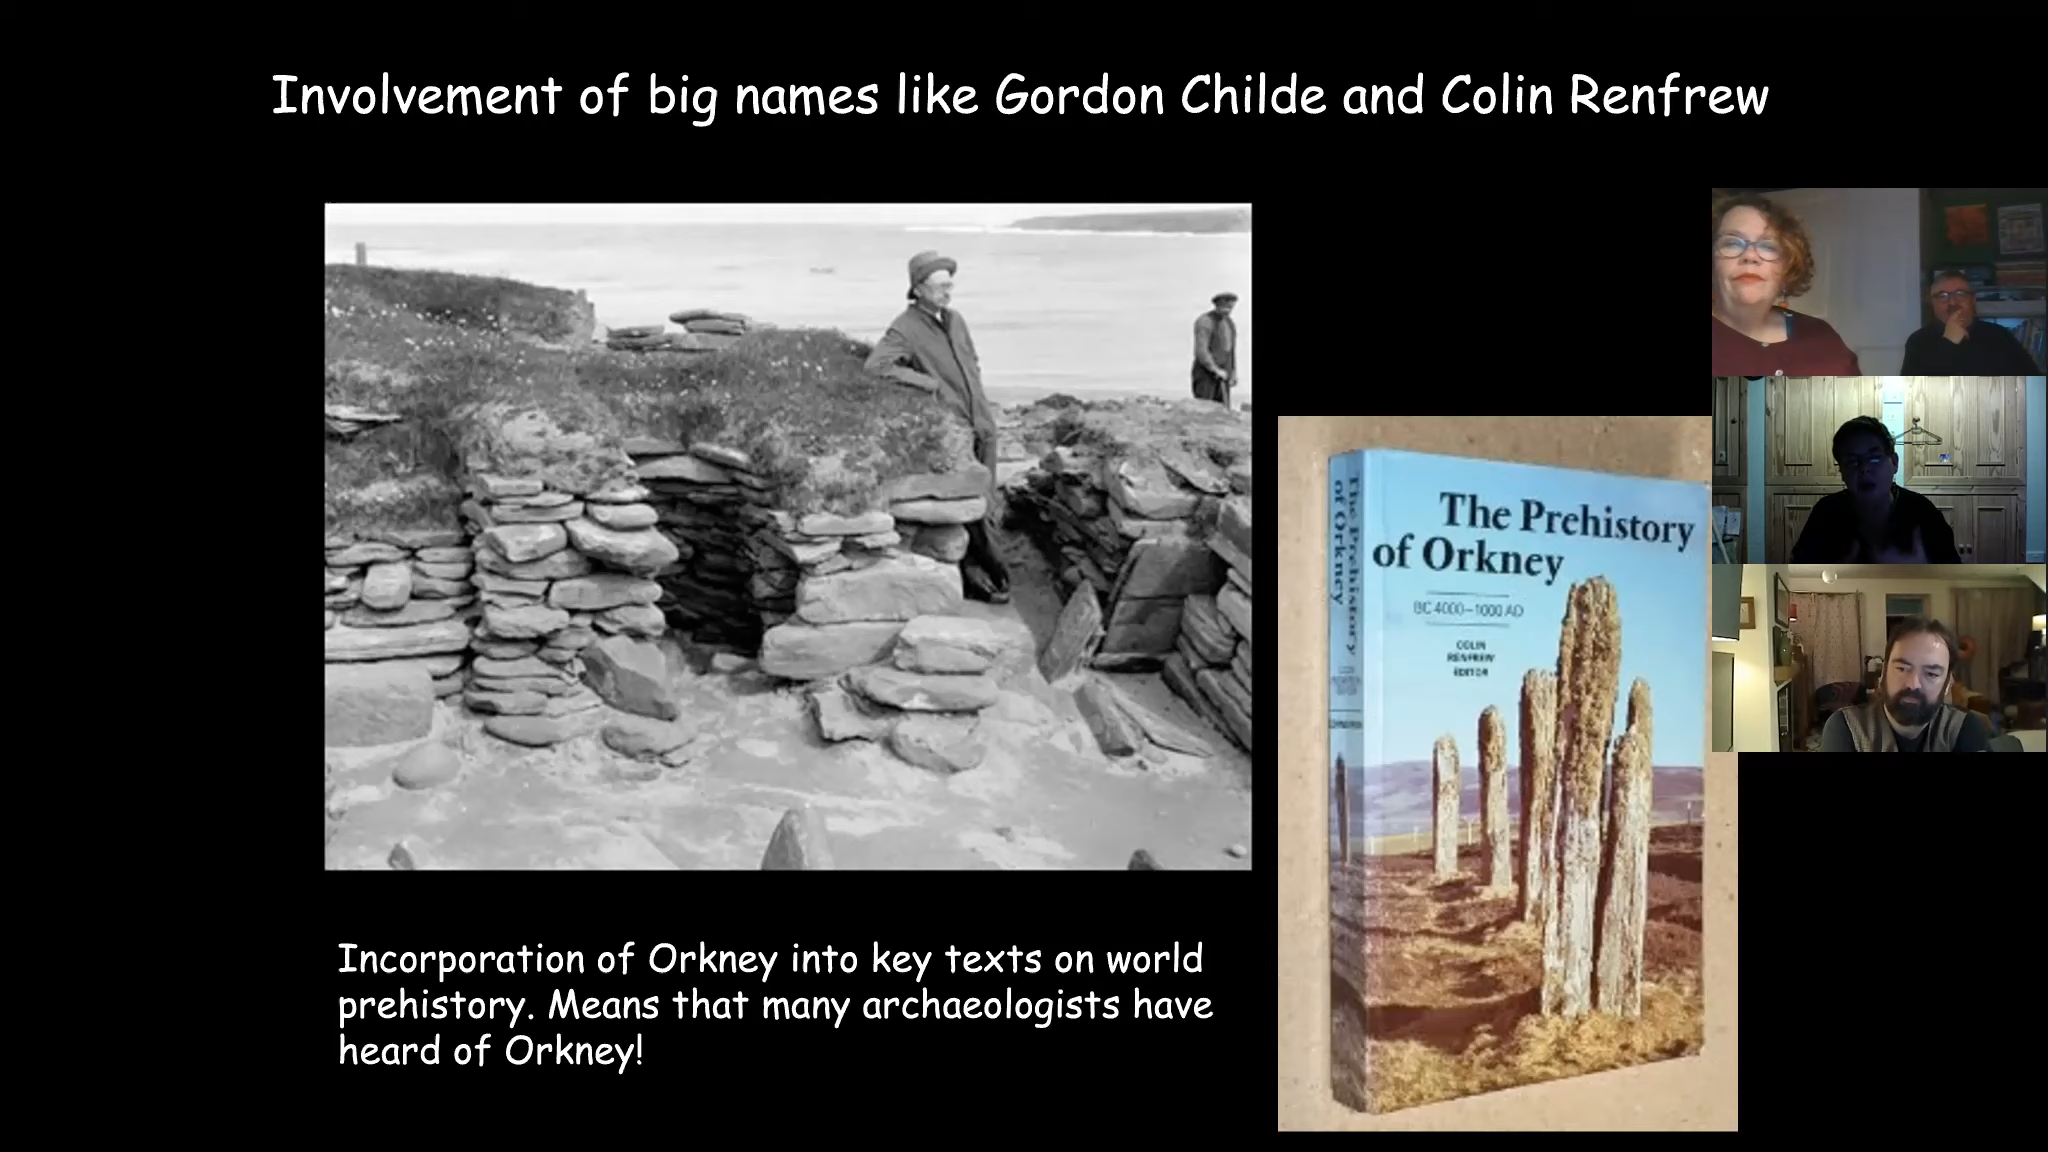 Involvement of big names like Gordon Childe and Colin Renfrew
The Prehistory
of Orkney
BC 4000–1000 AD
COLIN
RENFREW
EDITOR
The Prehistory
of Orkney
Incorporation of Orkney into key texts on world
prehistory. Means that many archaeologists have
heard of Orkney!